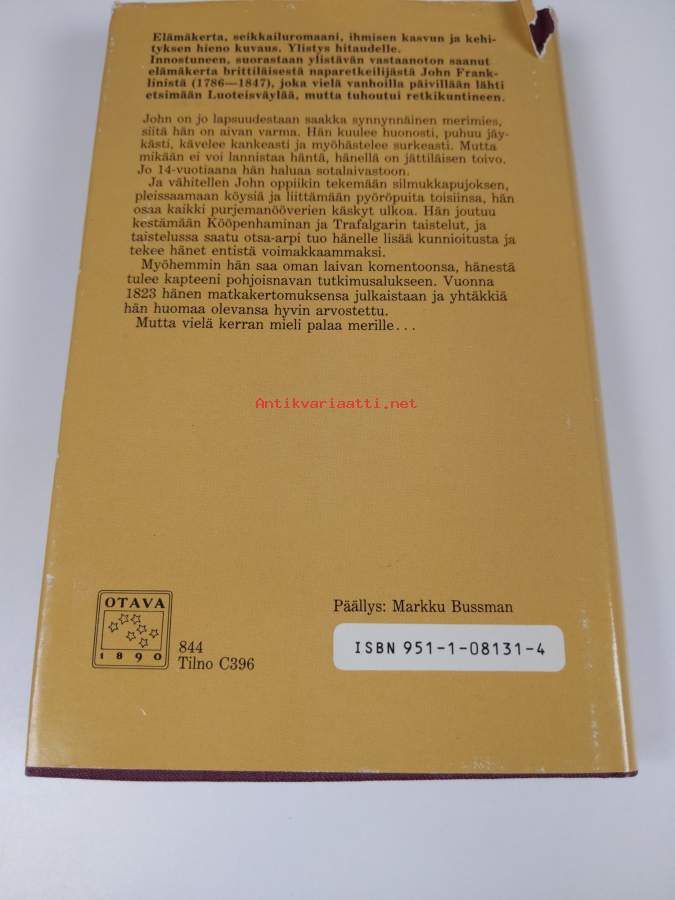 Elämäkerta, seikkailuromaani, ihmisen kasvun ja kehi-
tyksen hieno kuvaus. Ylistys hitaudelle.
Innostuneen, suorastaan ylistävän vastaanoton saanut
elämäkerta brittiläisestä naparetkeilijästä John Frank-
linistä (1786—1847), joka vielä vanhoilla päivillään lähti
etsimään Luoteisväylää, mutta tuhoutui retkikuntineen.
John on jo lapsuudestaan saakka synnynnäinen merimies,
siitä hän on aivan varma. Hän kuulee huonosti, puhuu jäy-
kästi, kävelee kankeasti ja myöhästelee surkeasti. Mutta
mikään ei voi lannistaa häntä, hänellä on jättiläisen toivo.
Jo 14-vuotiaana hän haluaa sotalaivastoon.
Ja vähitellen John oppiikin tekemään silmukkapujoksen,
pleissaamaan köysiä ja liittämään pyöröpuita toisiinsa, hän
osaa kaikki purjemanööverien käskyt ulkoa. Hän joutuu
kestämään Kööpenhaminan ja Trafalgarin taistelut, ja
taistelussa saatu otsa-arpi tuo hänelle lisää kunnioitusta ja
tekee hänet entistä voimakkaammaksi.
Myöhemmin hän saa oman laivan komentoonsa, hänestä
tulee kapteeni pohjoisnavan tutkimusalukseen. Vuonna
1823 hänen matkakertomuksensa julkaistaan ja yhtäkkiä
hän huomaa olevansa hyvin arvostettu.
Mutta vielä kerran mieli palaa merille...
Antikvariaatti.net
OTAVA
1890
844
Tilno C396
Päällys: Markku Bussman
ISBN 951-1-08131-4